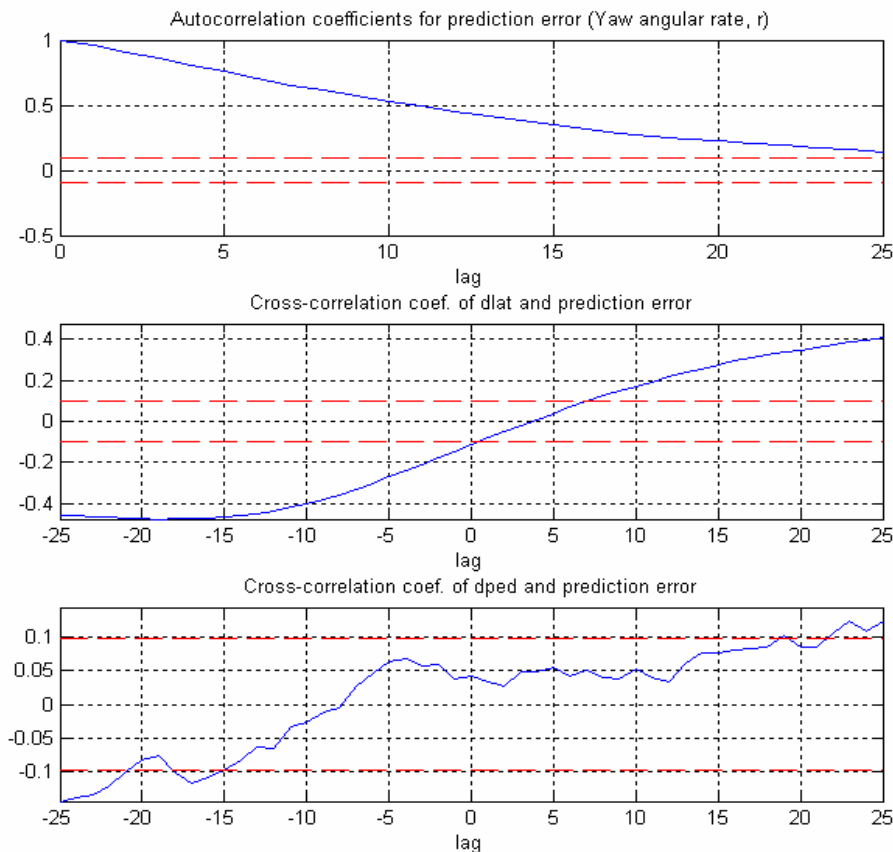 Autocorrelation coefficients for prediction error (Yaw angular rate, r)
1
0.5
0
-0.5
0 5 10 15 20 25
lag
Cross-correlation coef. of dlat and prediction error
0.4
0.2
0
-0.2
-0.4
-25 -20 -15 -10 -5 0 5 10 15 20 25
lag
Cross-correlation coef. of dped and prediction error
0.1
0.05
0
-0.05
-0.1
-25 -20 -15 -10 -5 0 5 10 15 20 25
lag